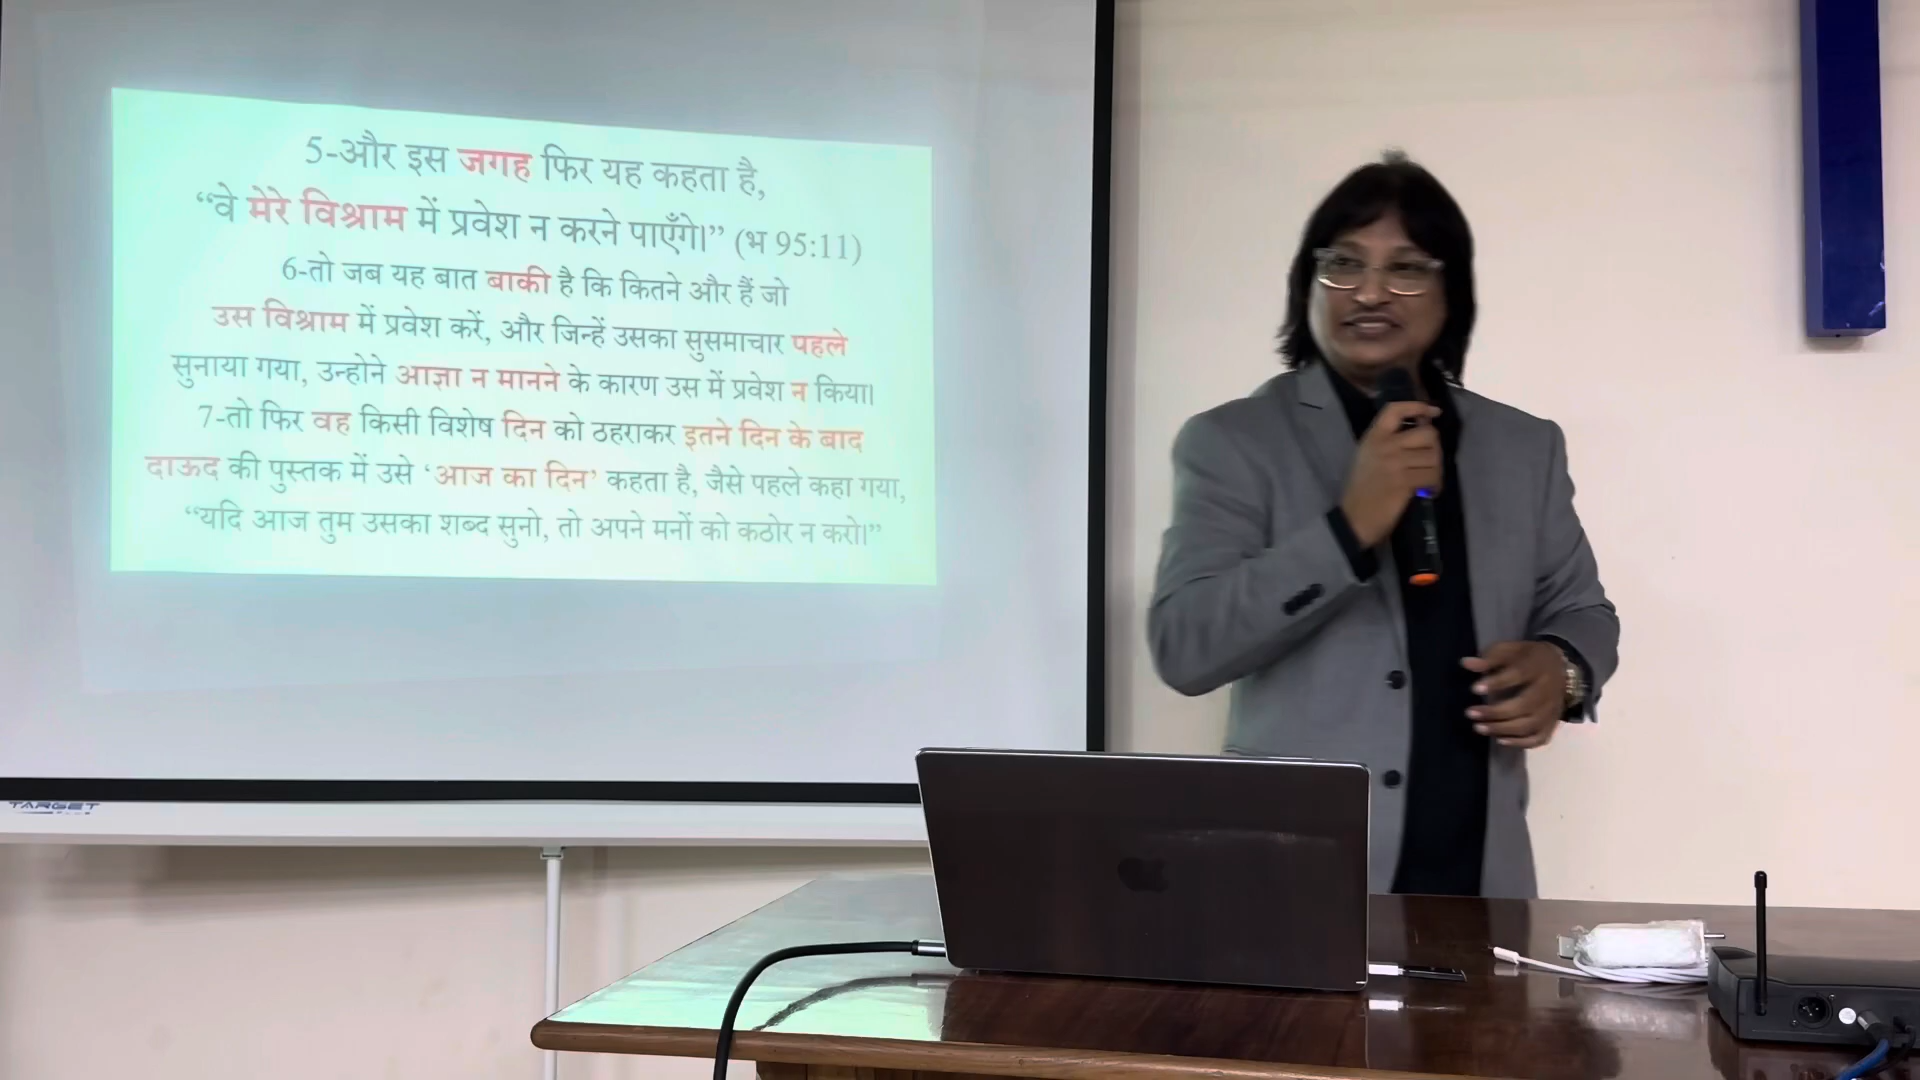 5-और इस जगह फिर यह कहता है,
“वे मेरे विश्राम में प्रवेश न करने पाएँगे।” (भ 95:11)
6-तो जब यह बात बाकी है कि कितने और हैं जो
उस विश्राम में प्रवेश करें, और जिन्हें उसका सुसमाचार पहले
सुनाया गया, उन्होने आज्ञा न मानने के कारण उस में प्रवेश न किया।
7-तो फिर वह किसी विशेष दिन को ठहराकर इतने दिन के बाद
दाऊद की पुस्तक में उसे ‘आज का दिन’ कहता है, जैसे पहले कहा गया,
“यदि आज तुम उसका शब्द सुनो, तो अपने मनों को कठोर न करो।”
TARGET